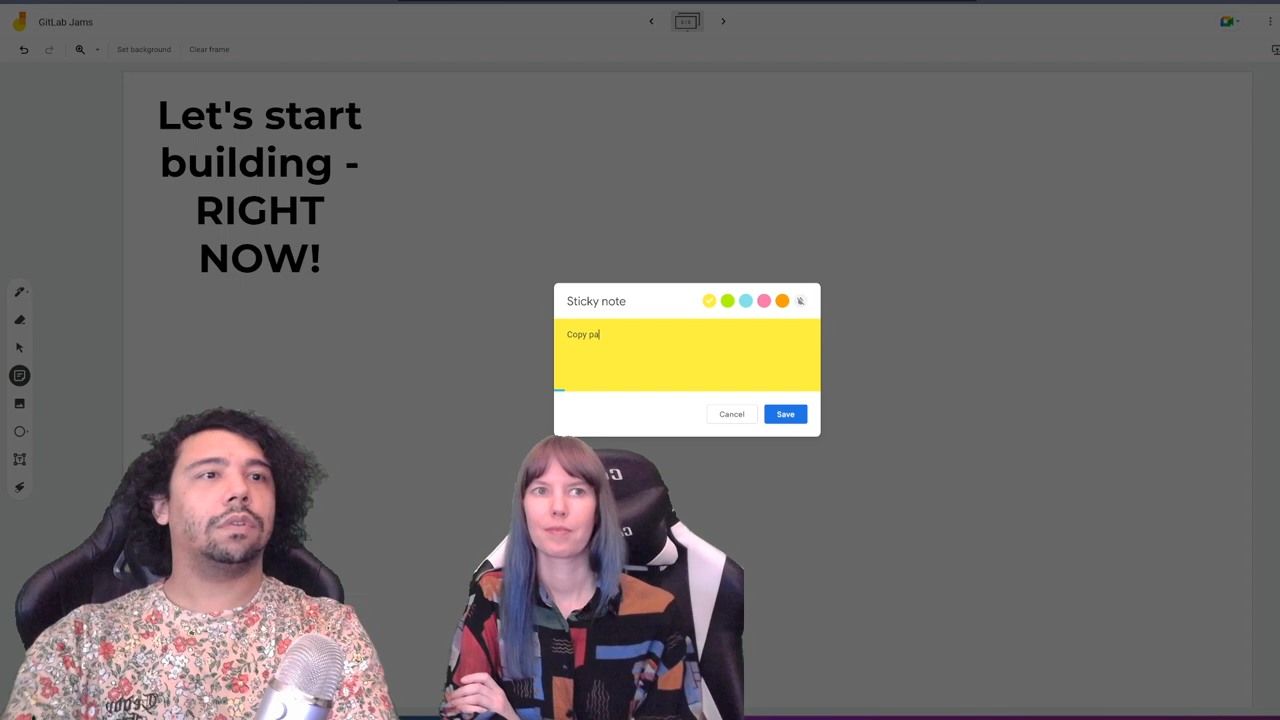 GitLab Jams
Set background
Clear frame
Let's start
building -
RIGHT
NOW!
Sticky note
Copy pa
Cancel
Save